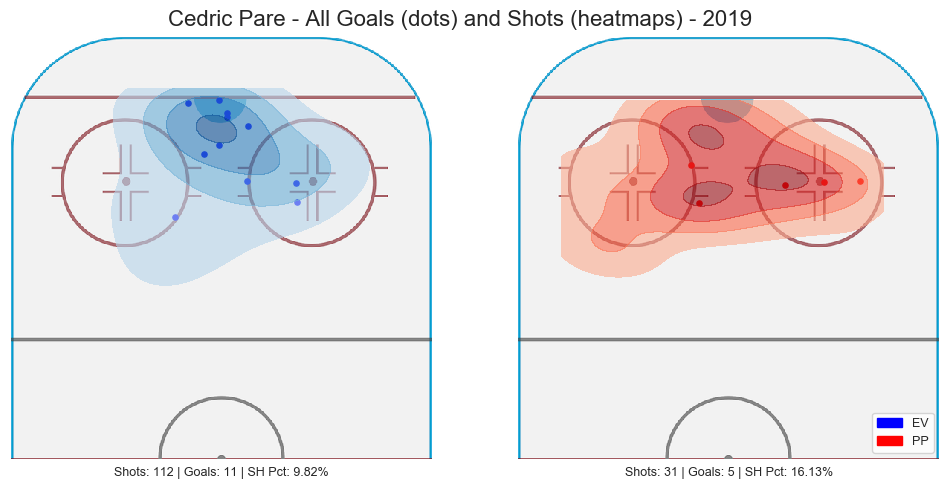 Cedric Pare - All Goals (dots) and Shots (heatmaps) - 2019
EV
PP
Shots: 112 | Goals: 11 | SH Pct: 9.82%
Shots: 31 | Goals: 5 | SH Pct: 16.13%